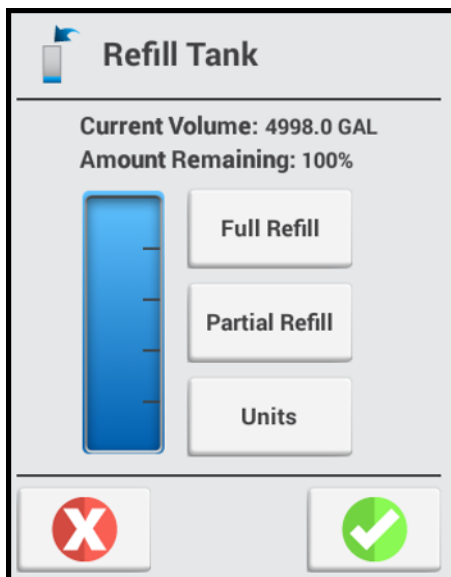 Refill Tank
Current Volume: 4998.0 GAL
Amount Remaining: 100%
Full Refill
Partial Refill
Units